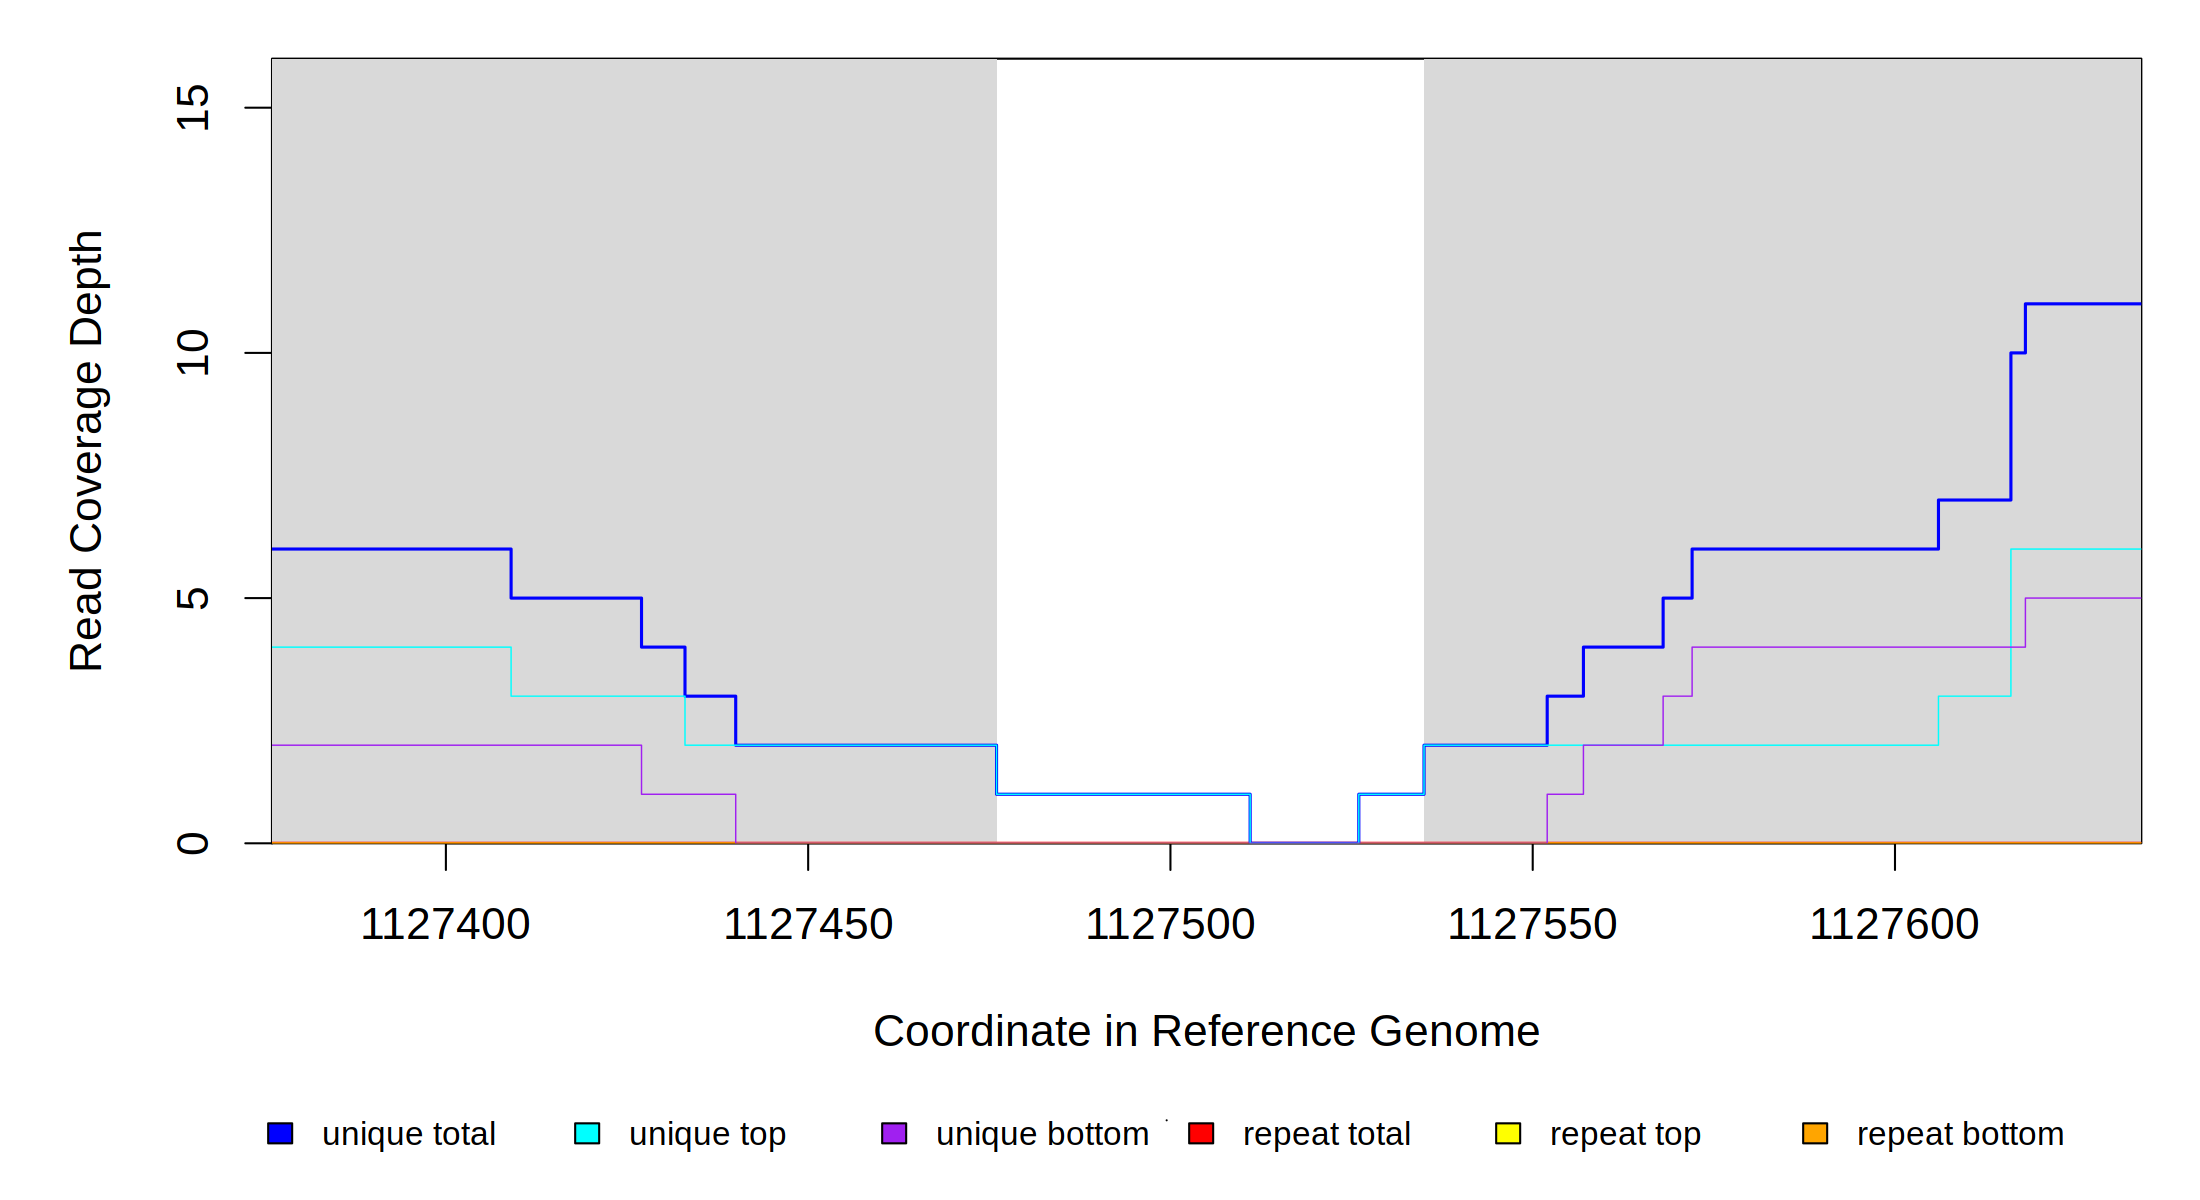 15
10
5
0
Read Coverage Depth
1127400 1127450 1127500 1127550 1127600
Coordinate in Reference Genome
unique total unique top unique bottom repeat total repeat top repeat bottom